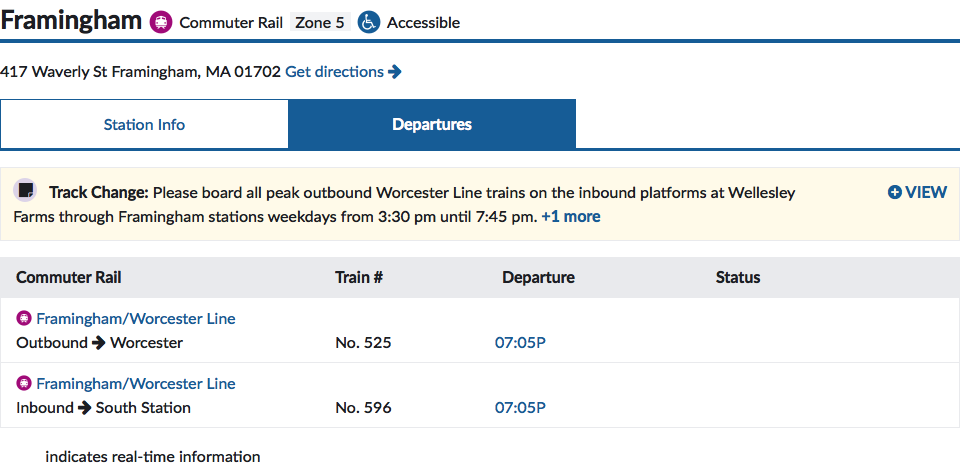 Framingham Commuter Rail Zone 5 Accessible
417 Waverly St Framingham, MA 01702 Get directions
Station Info Departures
Track Change: Please board all peak outbound Worcester Line trains on the inbound platforms at Wellesley VIEW
Farms through Framingham stations weekdays from 3:30 pm until 7:45 pm. +1 more
Commuter Rail Train # Departure Status
Framingham/Worcester Line
Outbound → Worcester No. 525 07:05P
Framingham/Worcester Line
Inbound → South Station No. 596 07:05P
indicates real-time information